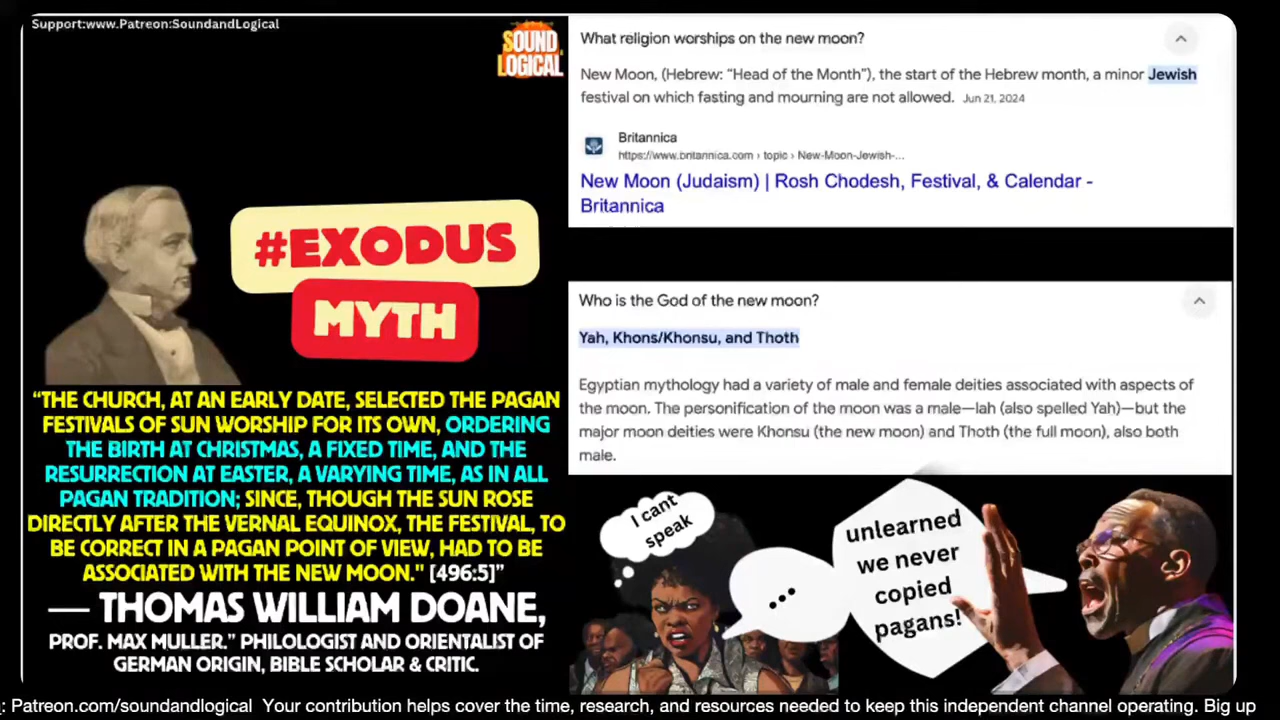 Support:www.Patreon:SoundandLogical
SOUND &
LOGICAL
#EXODUS
MYTH
“THE CHURCH, AT AN EARLY DATE, SELECTED THE PAGAN
FESTIVALS OF SUN WORSHIP FOR ITS OWN, ORDERING
THE BIRTH AT CHRISTMAS, A FIXED TIME, AND THE
RESURRECTION AT EASTER, A VARYING TIME, AS IN ALL
PAGAN TRADITION; SINCE, THOUGH THE SUN ROSE
DIRECTLY AFTER THE VERNAL EQUINOX, THE FESTIVAL, TO
BE CORRECT IN A PAGAN POINT OF VIEW, HAD TO BE
ASSOCIATED WITH THE NEW MOON." [496:5]”
— THOMAS WILLIAM DOANE,
PROF. MAX MULLER.” PHILOLOGIST AND ORIENTALIST OF
GERMAN ORIGIN, BIBLE SCHOLAR & CRITIC.
What religion worships on the new moon?
New Moon, (Hebrew: “Head of the Month”), the start of the Hebrew month, a minor Jewish
festival on which fasting and mourning are not allowed. Jun 21, 2024
Britannica
https://www.britannica.com › topic › New-Moon-Jewish-...
New Moon (Judaism) | Rosh Chodesh, Festival, & Calendar -
Britannica
Who is the God of the new moon?
Yah, Khons/Khonsu, and Thoth
Egyptian mythology had a variety of male and female deities associated with aspects of
the moon. The personification of the moon was a male—Iah (also spelled Yah)—but the
major moon deities were Khonsu (the new moon) and Thoth (the full moon), also both
male.
I cant
speak
...
unlearned
we never
copied
pagans!
: Patreon.com/soundandlogical Your contribution helps cover the time, research, and resources needed to keep this independent channel operating. Big up